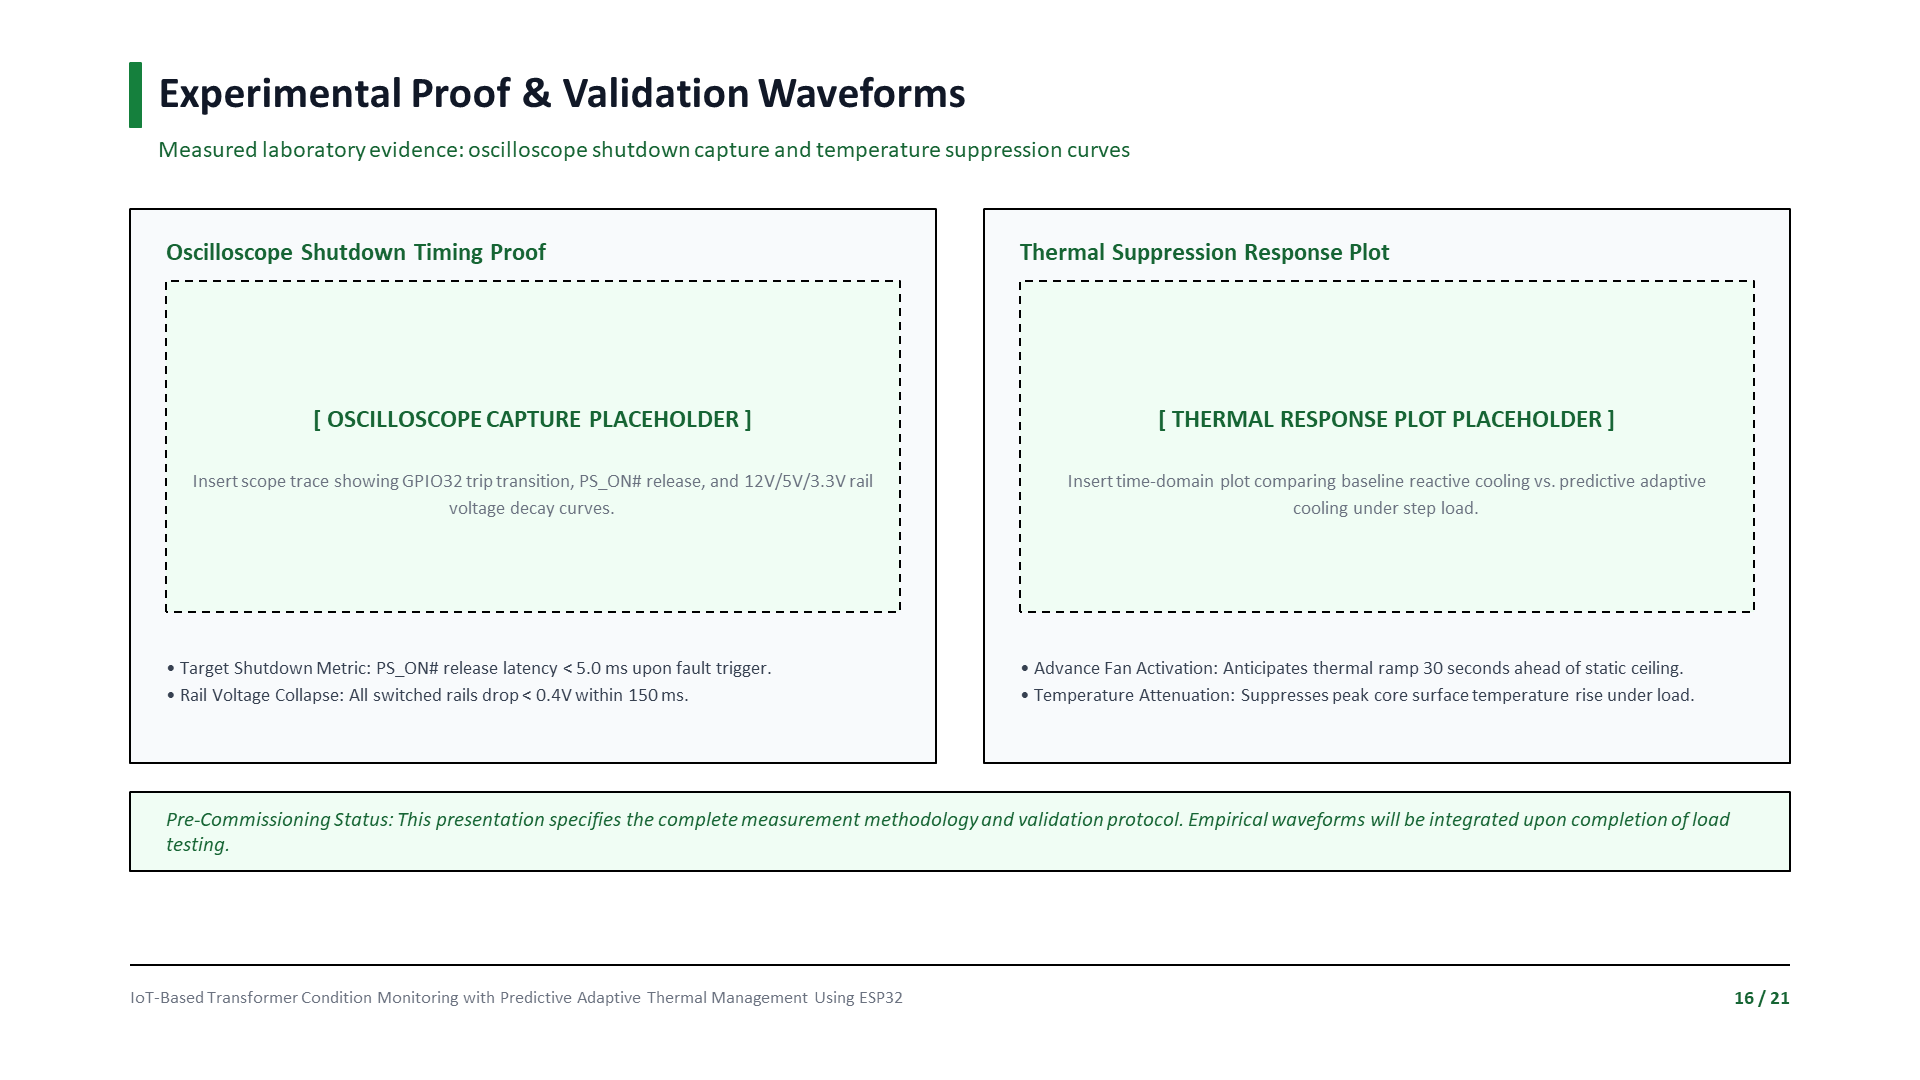 Experimental Proof & Validation Waveforms
Measured laboratory evidence: oscilloscope shutdown capture and temperature suppression curves
Oscilloscope Shutdown Timing Proof
[ OSCILLOSCOPE CAPTURE PLACEHOLDER ]
Insert scope trace showing GPIO32 trip transition, PS_ON# release, and 12V/5V/3.3V rail
voltage decay curves.
• Target Shutdown Metric: PS_ON# release latency < 5.0 ms upon fault trigger.
• Rail Voltage Collapse: All switched rails drop < 0.4V within 150 ms.
Thermal Suppression Response Plot
[ THERMAL RESPONSE PLOT PLACEHOLDER ]
Insert time-domain plot comparing baseline reactive cooling vs. predictive adaptive
cooling under step load.
• Advance Fan Activation: Anticipates thermal ramp 30 seconds ahead of static ceiling.
• Temperature Attenuation: Suppresses peak core surface temperature rise under load.
Pre-Commissioning Status: This presentation specifies the complete measurement methodology and validation protocol. Empirical waveforms will be integrated upon completion of load
testing.
IoT-Based Transformer Condition Monitoring with Predictive Adaptive Thermal Management Using ESP32
16 / 21